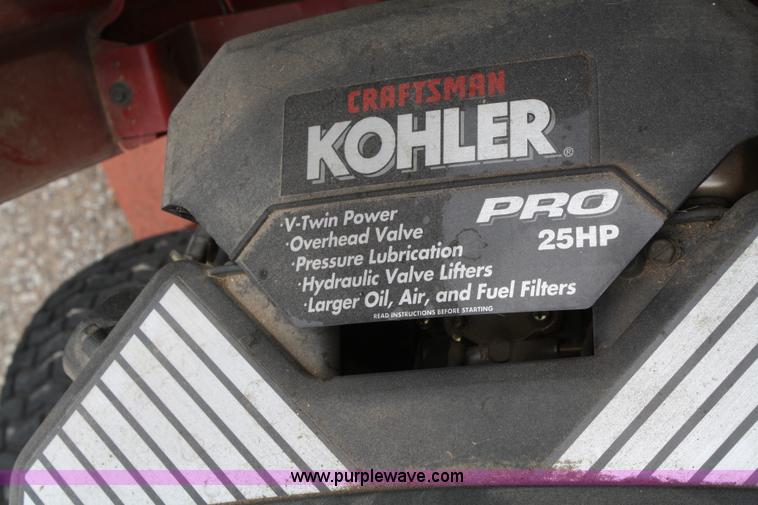 CRAFTSMAN
KOHLER®
PRO
25HP
·V-Twin Power
·Overhead Valve
·Pressure Lubrication
·Hydraulic Valve Lifters
·Larger Oil, Air, and Fuel Filters
READ INSTRUCTIONS BEFORE STARTING
www.purplewave.com